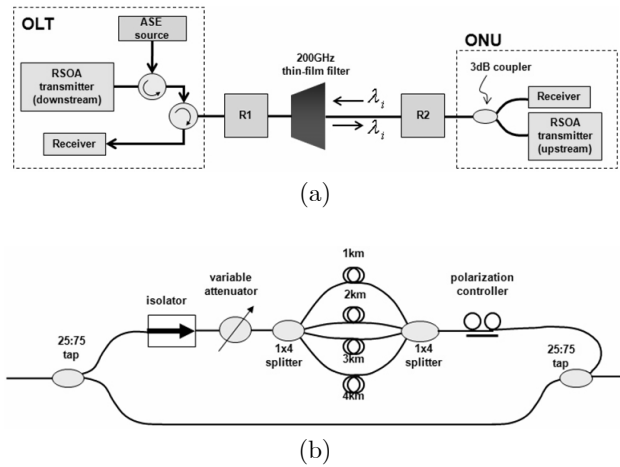 OLT
ASE
source
RSOA
transmitter
(downstream)
Receiver
R1
200GHz
thin-film filter
λi
λi
R2
ONU
3dB coupler
Receiver
RSOA
transmitter
(upstream)
(a)
25:75
tap
isolator
variable
attenuator
1x4
splitter
1km
2km
3km
4km
1x4
splitter
polarization
controller
25:75
tap
(b)